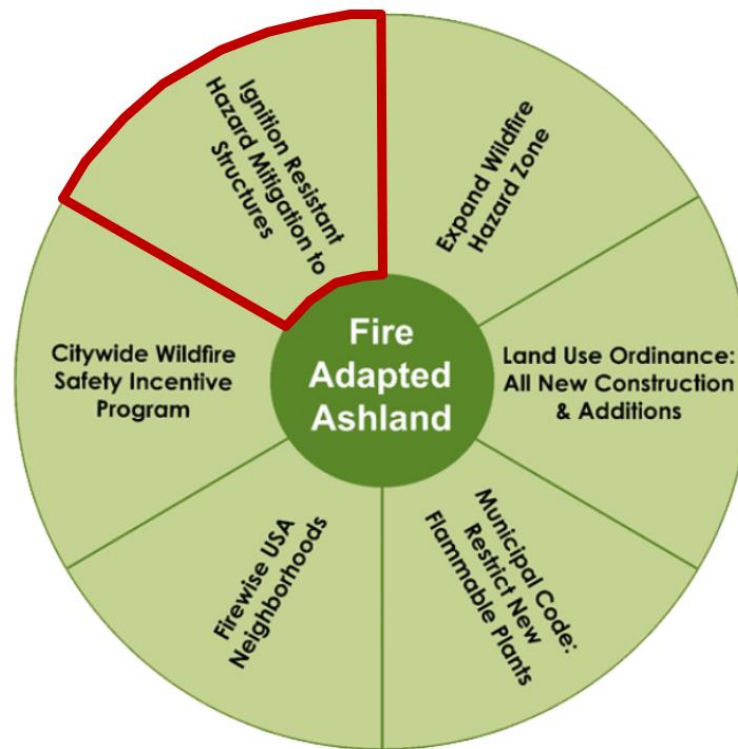 Ignition Resistant
Hazard Mitigation to
Structures
Expand Wildfire
Hazard Zone
Citywide Wildfire
Safety Incentive
Program
Fire
Adapted
Ashland
Land Use Ordinance:
All New Construction
& Additions
Firewise USA
Neighborhoods
Municipal Code:
Restrict New
Flammable Plants